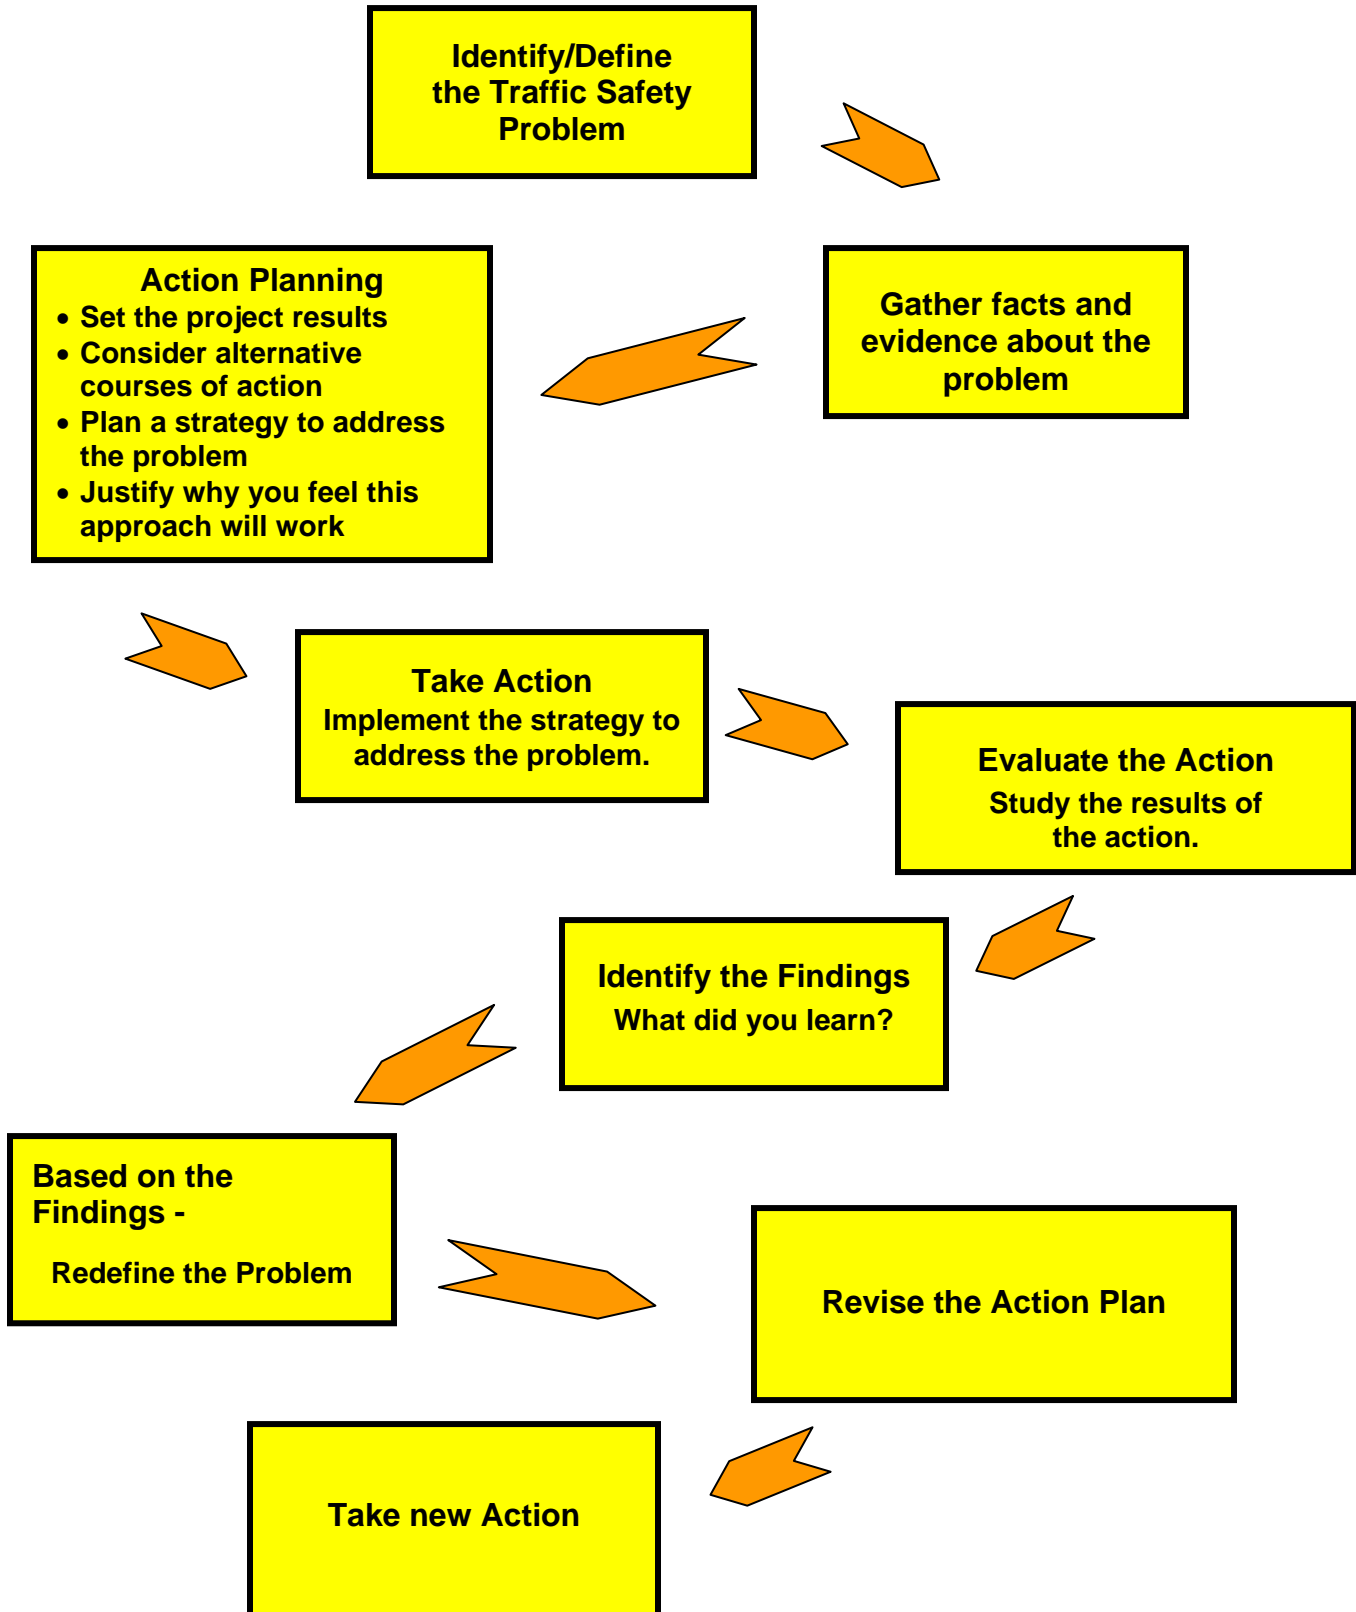 Identify/Define
the Traffic Safety
Problem
Gather facts and
evidence about the
problem
Action Planning
• Set the project results
• Consider alternative
courses of action
• Plan a strategy to address
the problem
• Justify why you feel this
approach will work
Take Action
Implement the strategy to
address the problem.
Evaluate the Action
Study the results of
the action.
Identify the Findings
What did you learn?
Based on the
Findings -
Redefine the Problem
Revise the Action Plan
Take new Action